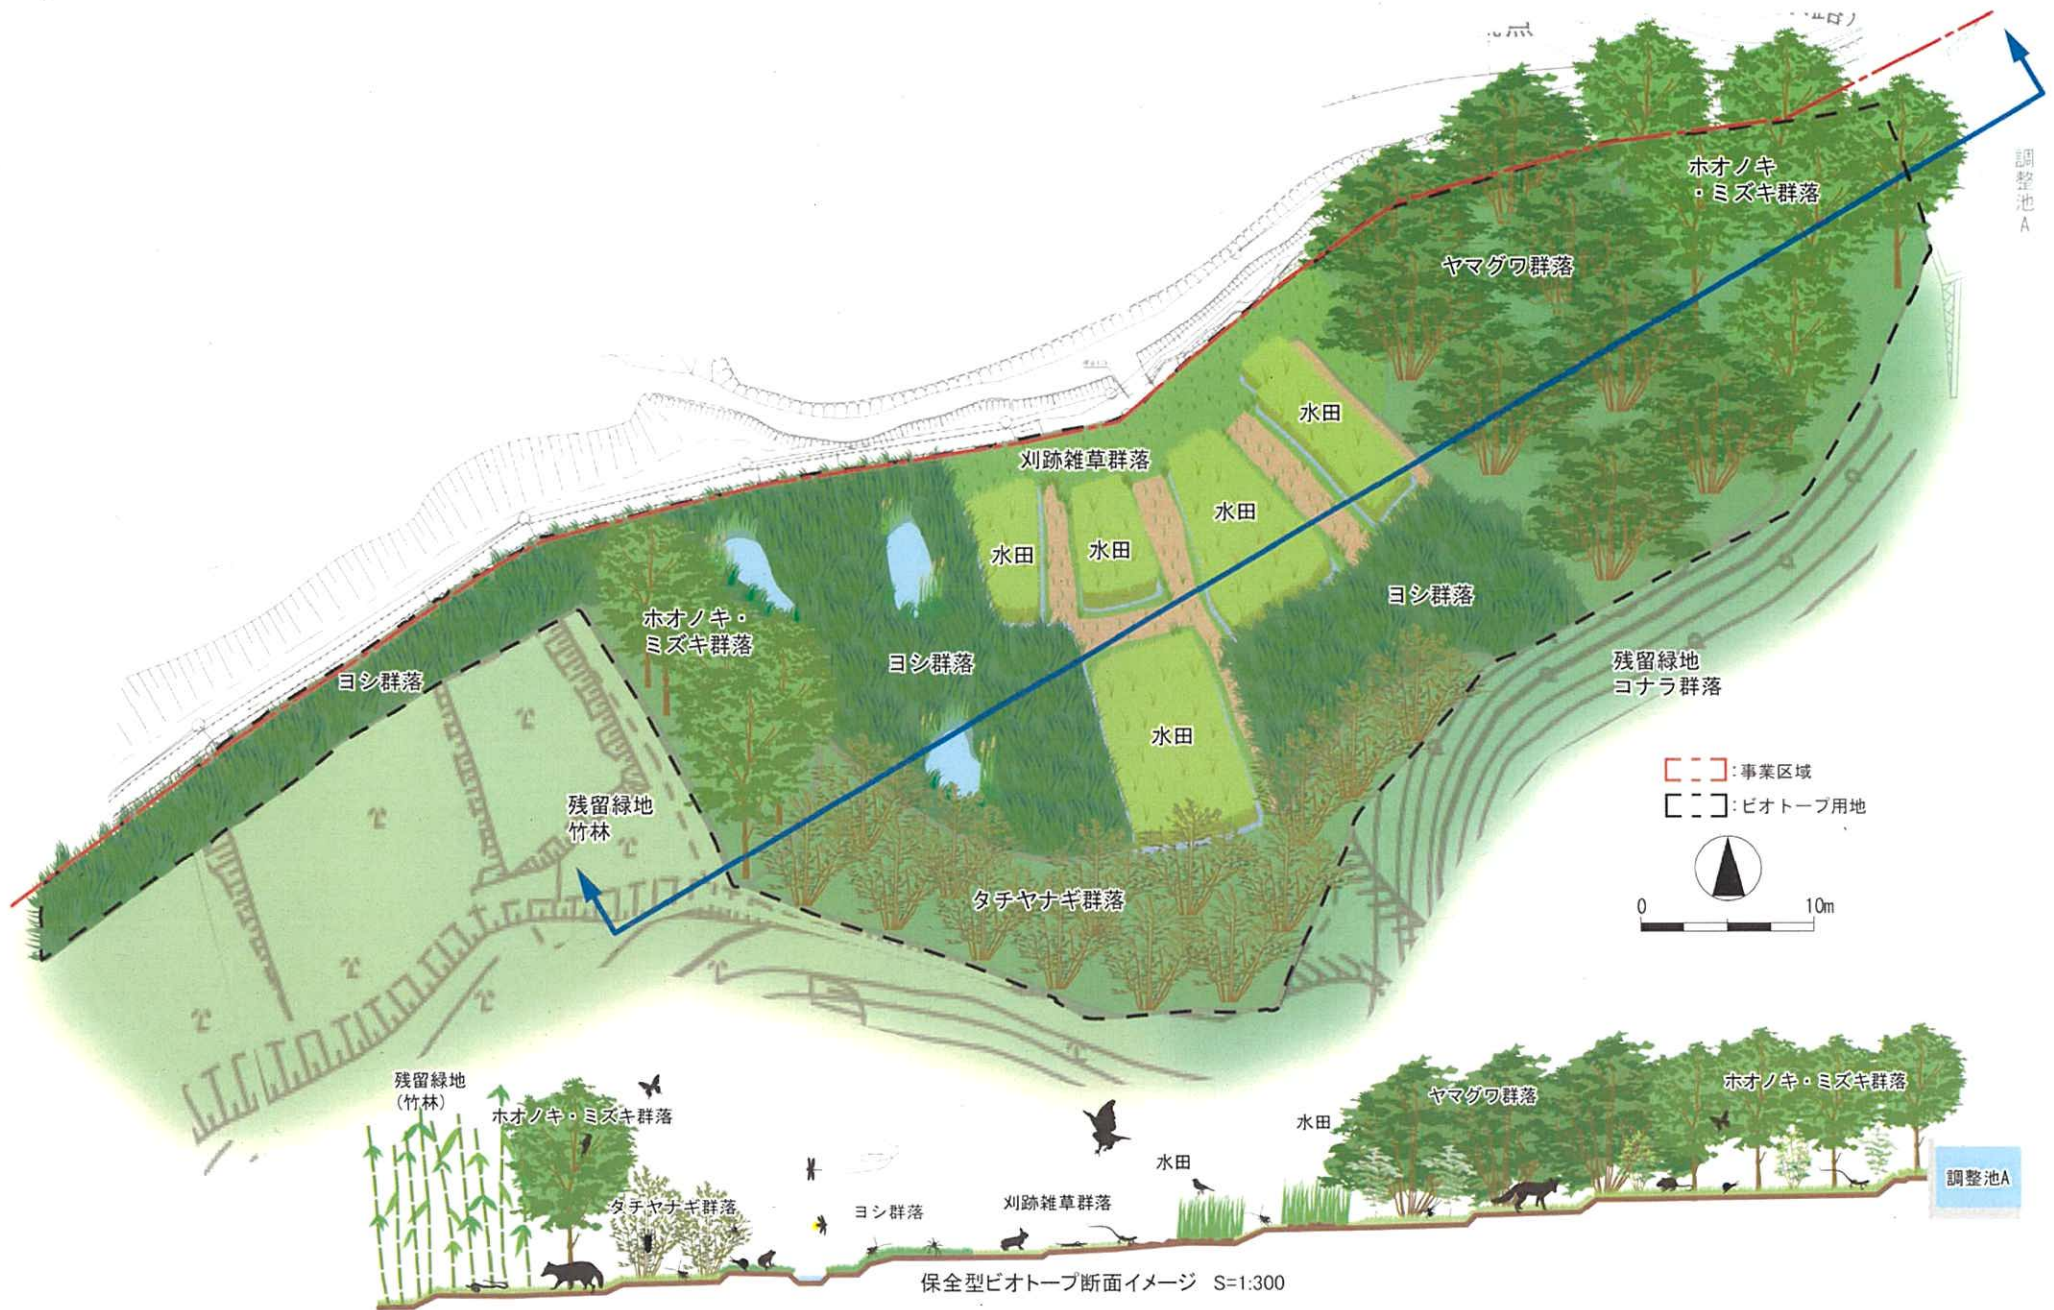 調整池A
ホオノキ
・ミズキ群落
ヤマグワ群落
水田
刈跡雑草群落
水田
水田
水田
ヨシ群落
ホオノキ・
ミズキ群落
ヨシ群落
ヨシ群落
残留緑地
コナラ群落
水田
残留緑地
竹林
タチヤナギ群落
:事業区域
:ビオトープ用地
0 10m
残留緑地
(竹林)
ホオノキ・ミズキ群落
タチヤナギ群落
ヨシ群落
刈跡雑草群落
水田
水田
ヤマグワ群落
ホオノキ・ミズキ群落
調整池A
保全型ビオトープ断面イメージ S=1:300